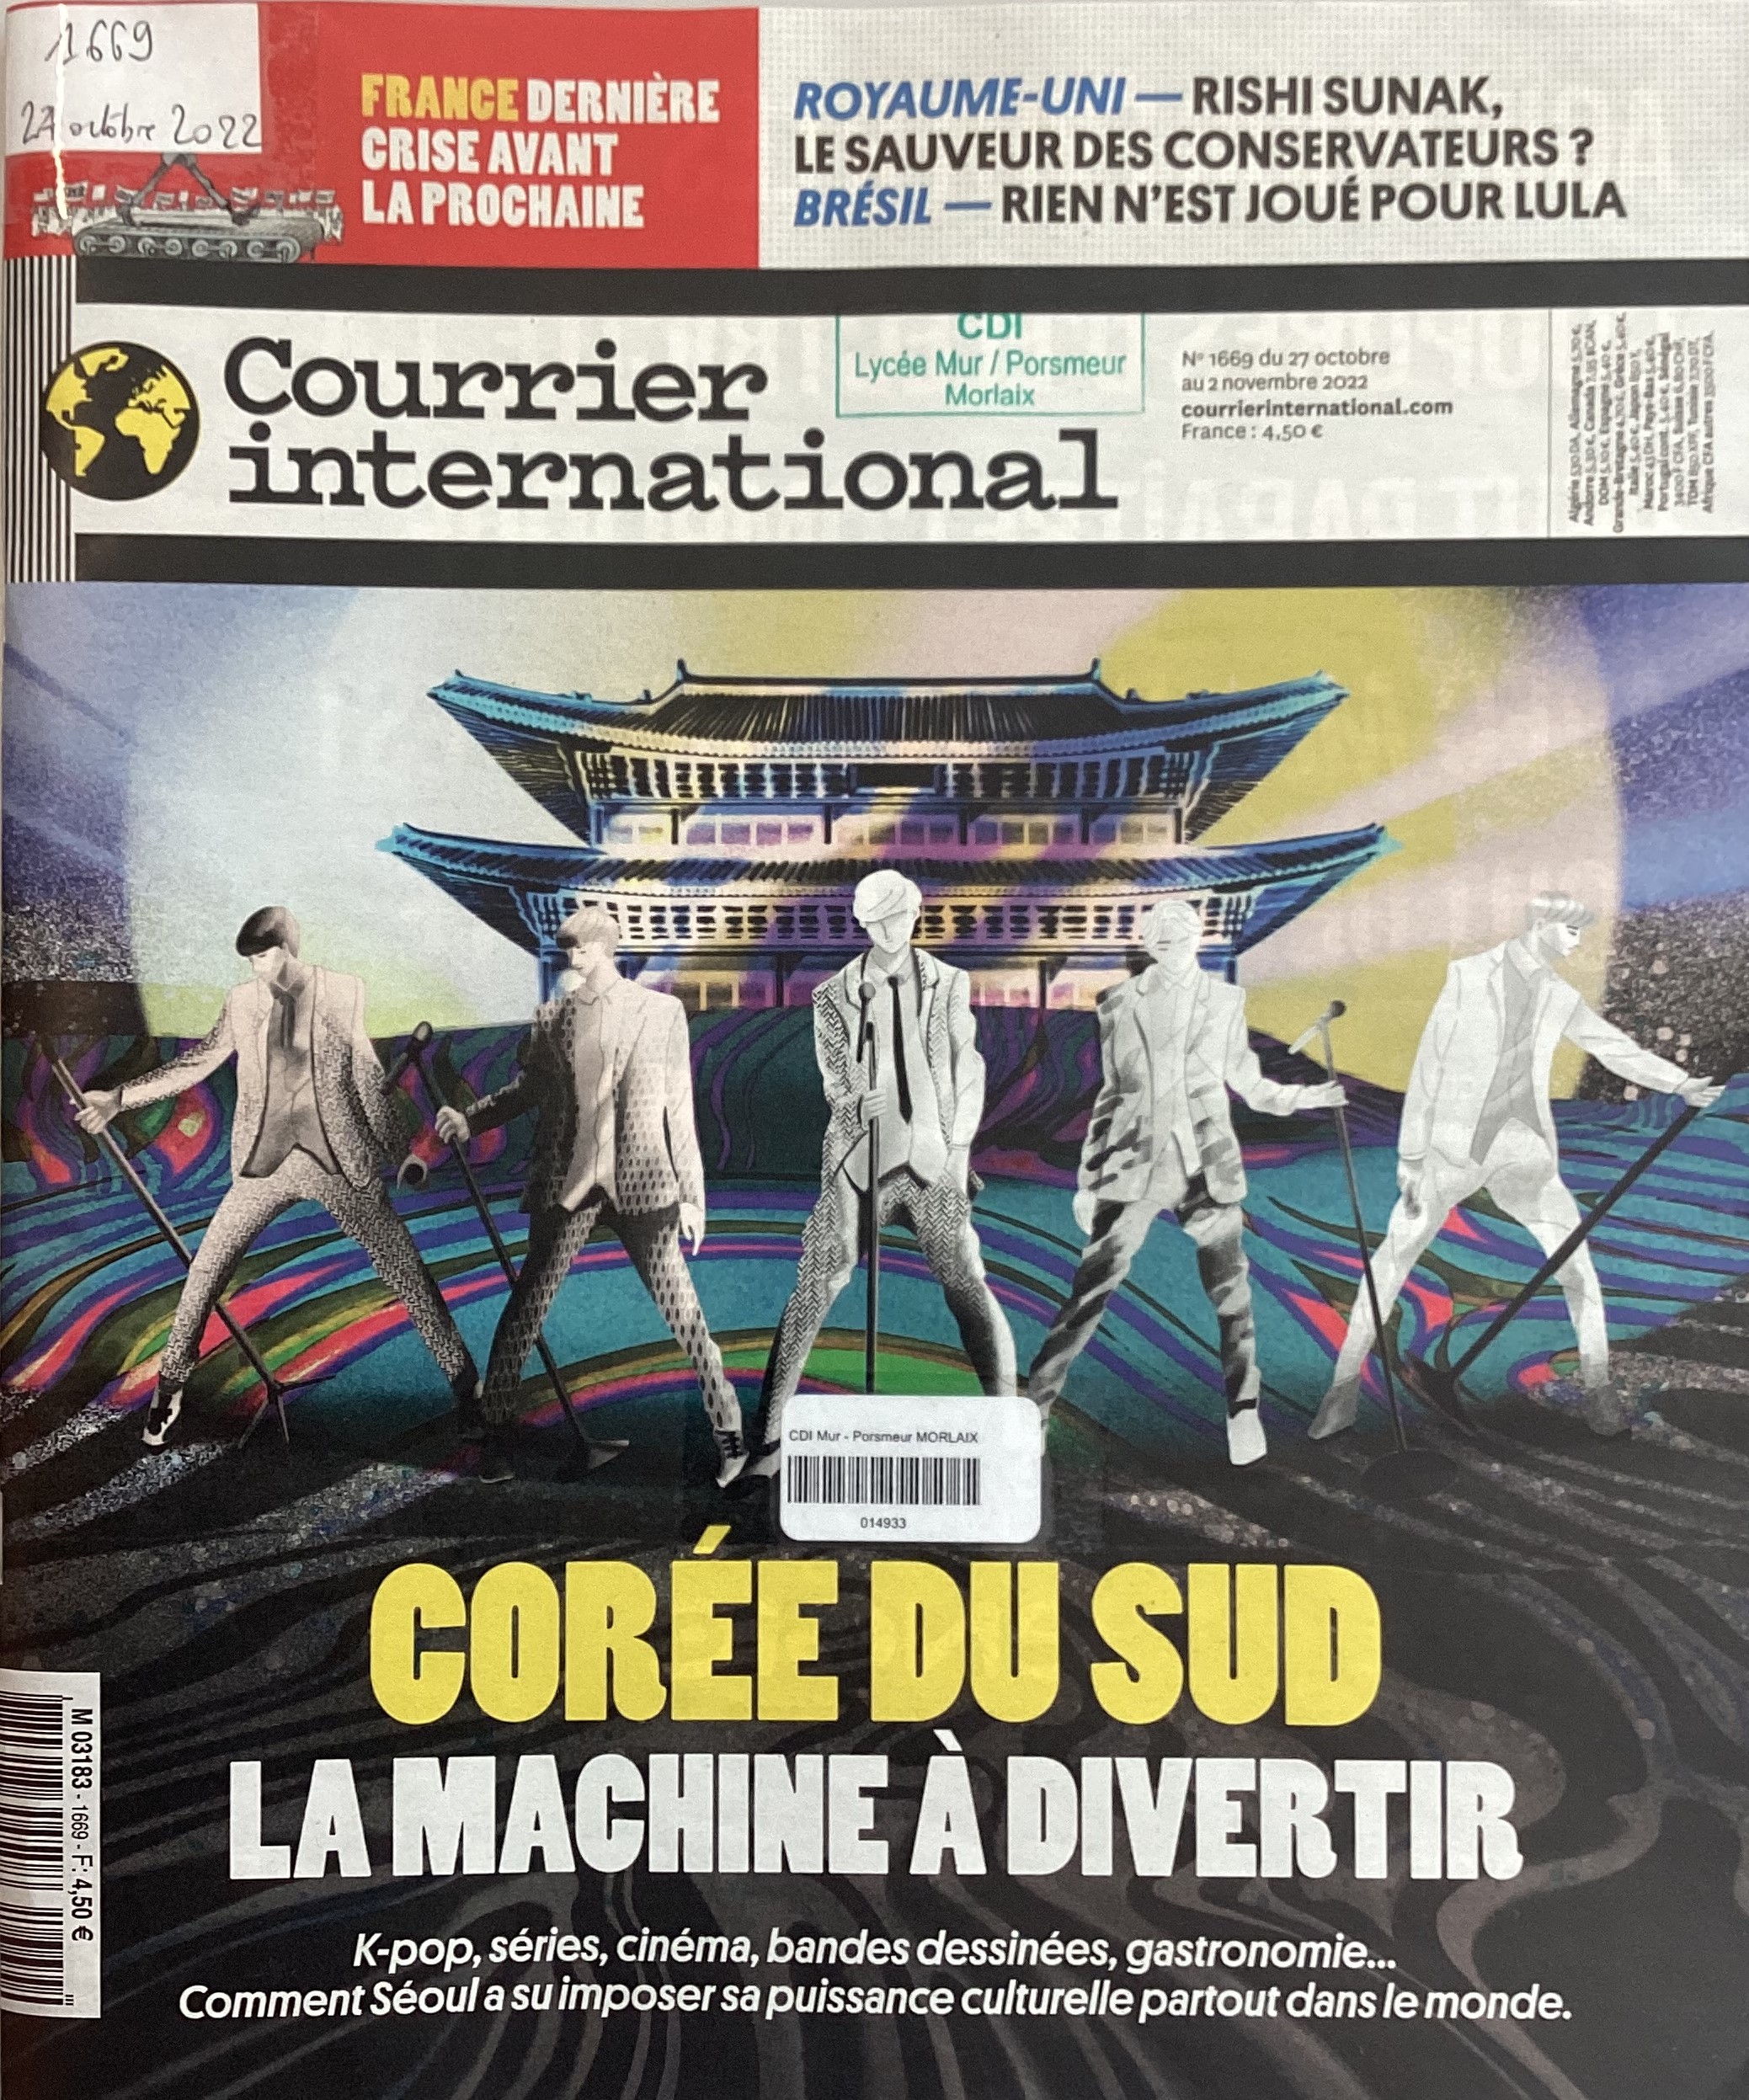 1669
27 octobre 2022
FRANCE DERNIÈRE
CRISE AVANT
LA PROCHAINE
ROYAUME-UNI — RISHI SUNAK,
LE SAUVEUR DES CONSERVATEURS ?
BRÉSIL — RIEN N'EST JOUÉ POUR LULA
Courrier
international
CDI
Lycée Mur / Porsmeur
Morlaix
N° 1669 du 27 octobre
au 2 novembre 2022
courrierinternational.com
France : 4,50 €
CDI Mur - Porsmeur MORLAIX
014933
CORÉE DU SUD
LA MACHINE À DIVERTIR
K-pop, séries, cinéma, bandes dessinées, gastronomie...
Comment Séoul a su imposer sa puissance culturelle partout dans le monde.
M 03183 - 1669 - F: 4,50 €